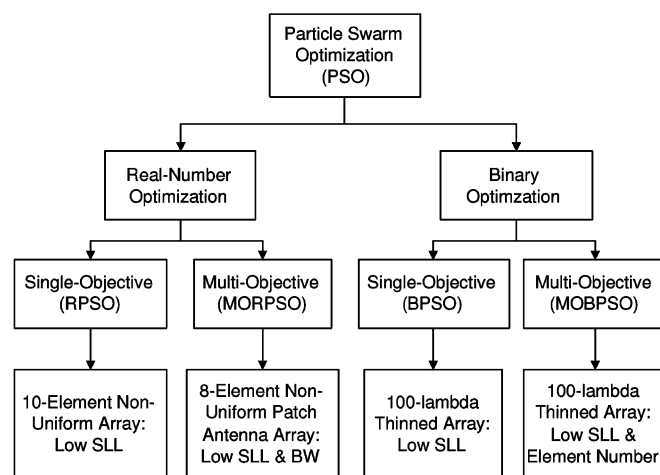 Particle Swarm
Optimization
(PSO)
Real-Number
Optimization
Binary
Optimzation
Single-Objective
(RPSO)
Multi-Objective
(MORPSO)
Single-Objective
(BPSO)
Multi-Objective
(MOBPSO)
10-Element Non-
Uniform Array:
Low SLL
8-Element Non-
Uniform Patch
Antenna Array:
Low SLL & BW
100-lambda
Thinned Array:
Low SLL
100-lambda
Thinned Array:
Low SLL &
Element Number